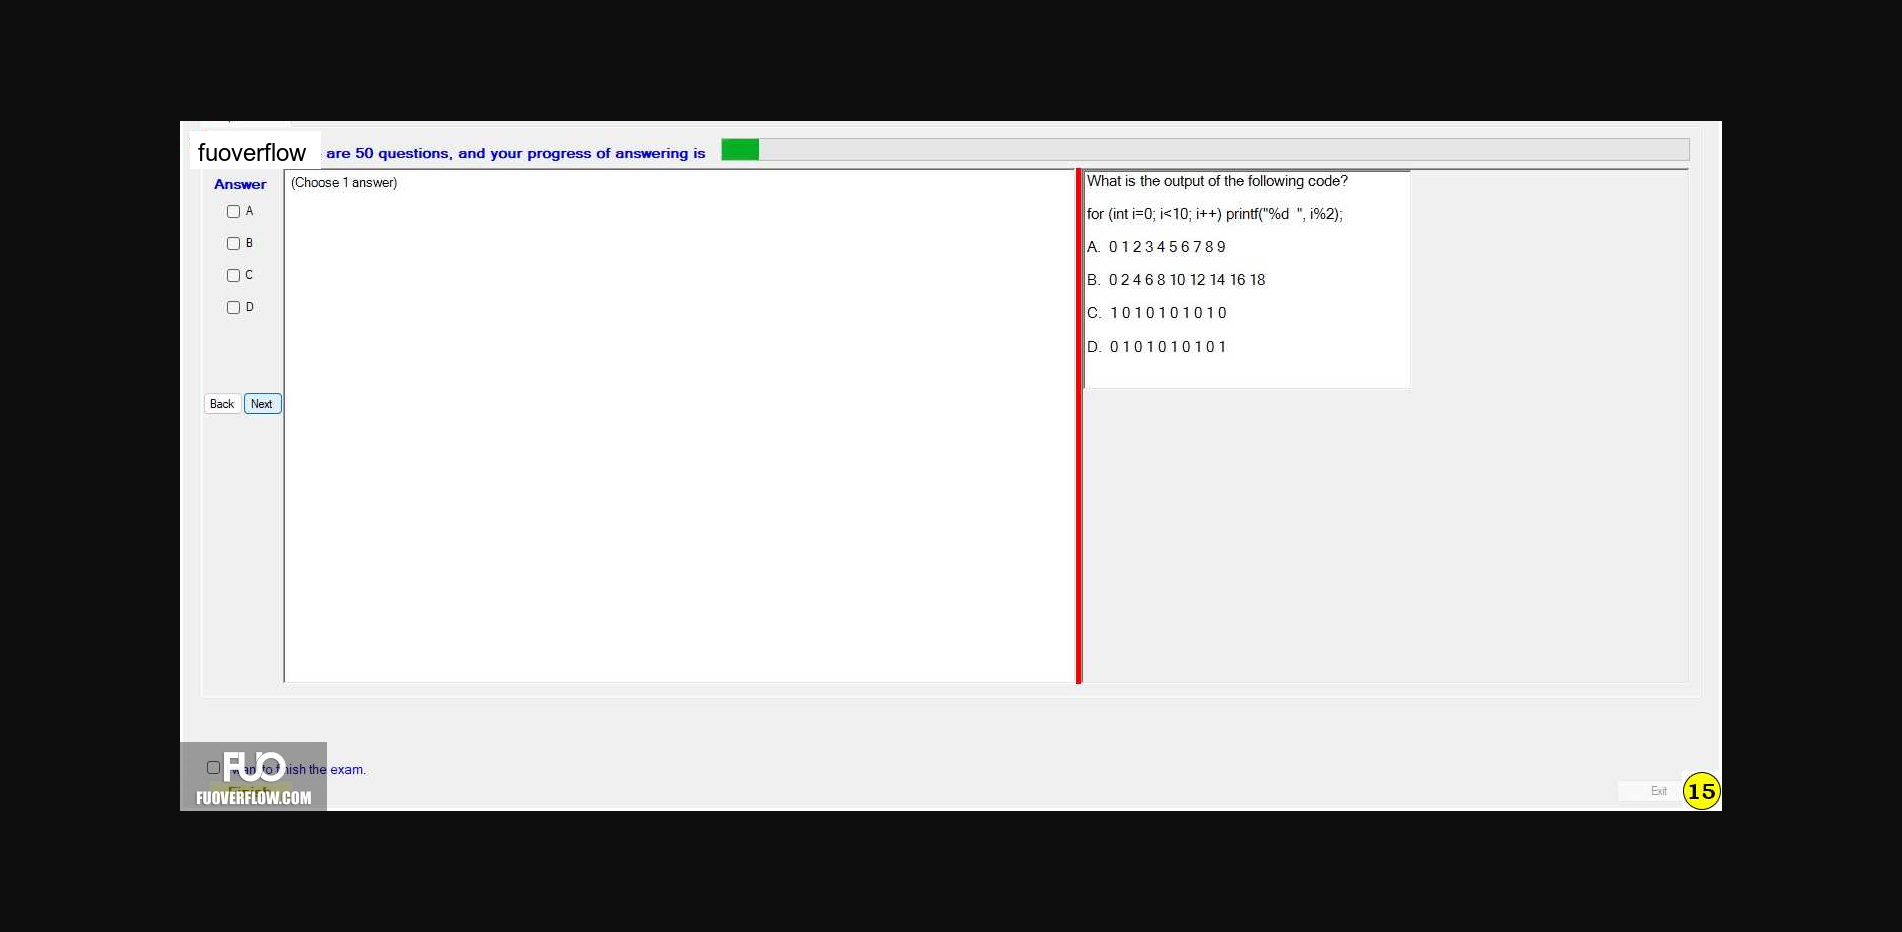 fuoverflow are 50 questions, and your progress of answering is
Answer
(Choose 1 answer)
A
B
C
D
Back Next
What is the output of the following code?
for (int i=0; i<10; i++) printf("%d  ", i%2);
A. 0 1 2 3 4 5 6 7 8 9
B. 0 2 4 6 8 10 12 14 16 18
C. 1 0 1 0 1 0 1 0 1 0
D. 0 1 0 1 0 1 0 1 0 1
FUO
want to finish the exam.
Finish
FUOVERFLOW.COM
Exit
15